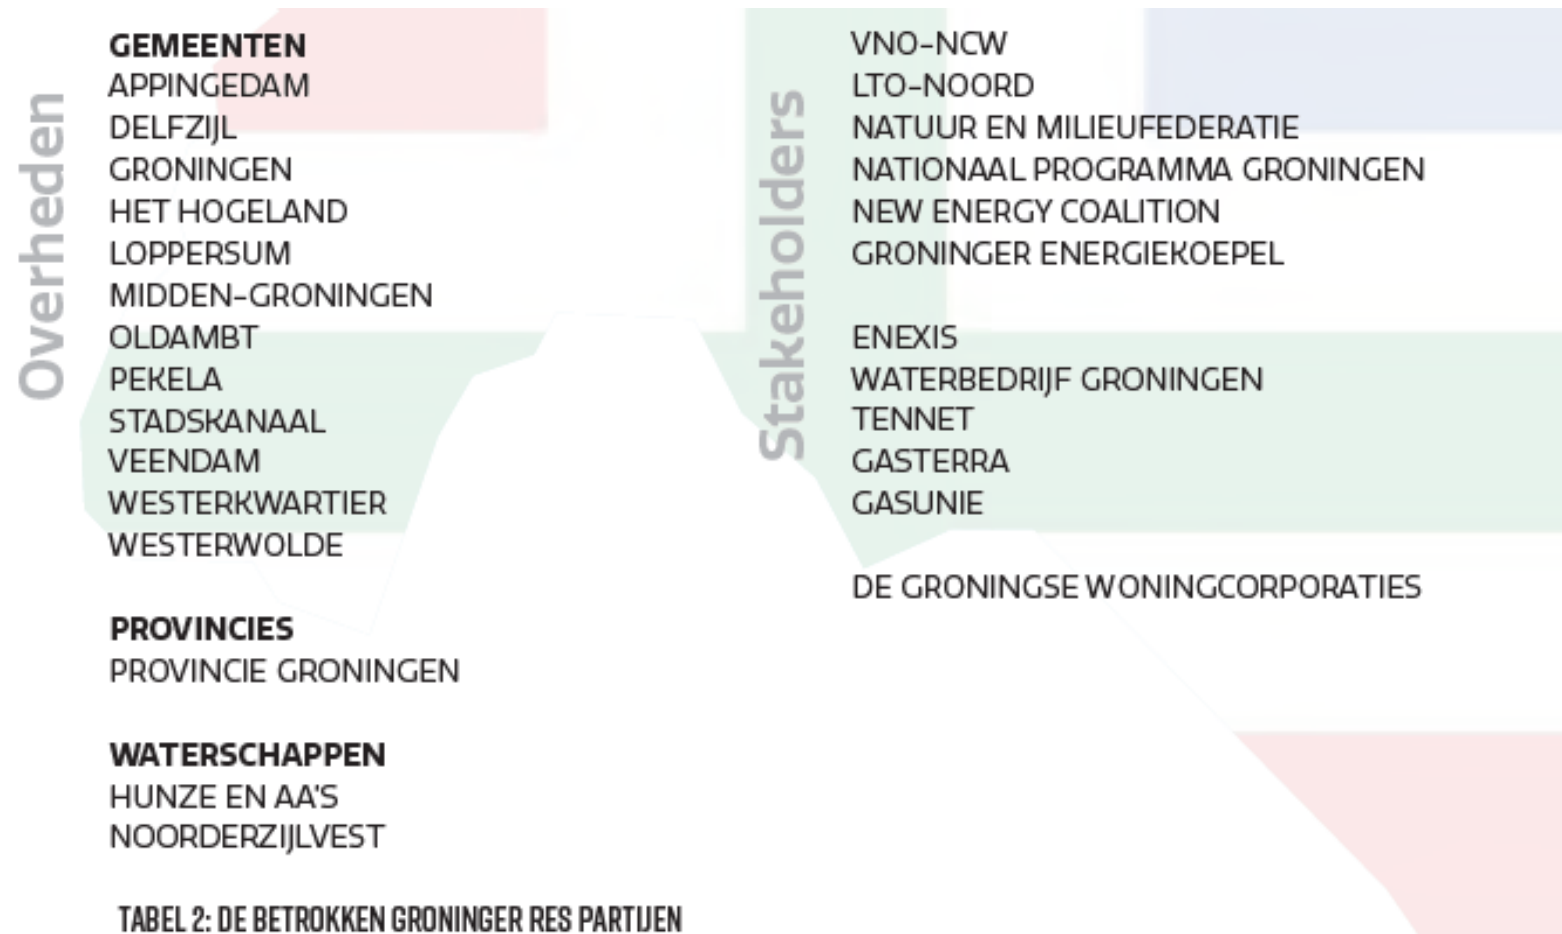 Overheden
GEMEENTEN
APPINGEDAM
DELFZIJL
GRONINGEN
HET HOGELAND
LOPPERSUM
MIDDEN-GRONINGEN
OLDAMBT
PEKELA
STADSKANAAL
VEENDAM
WESTERKWARTIER
WESTERWOLDE
PROVINCIES
PROVINCIE GRONINGEN
WATERSCHAPPEN
HUNZE EN AA'S
NOORDERZIJLVEST
Stakeholders
VNO-NCW
LTO-NOORD
NATUUR EN MILIEUFEDERATIE
NATIONAAL PROGRAMMA GRONINGEN
NEW ENERGY COALITION
GRONINGER ENERGIEKOEPEL
ENEXIS
WATERBEDRIJF GRONINGEN
TENNET
GASTERRA
GASUNIE
DE GRONINGSE WONINGCORPORATIES
TABEL 2: DE BETROKKEN GRONINGER RES PARTIJEN